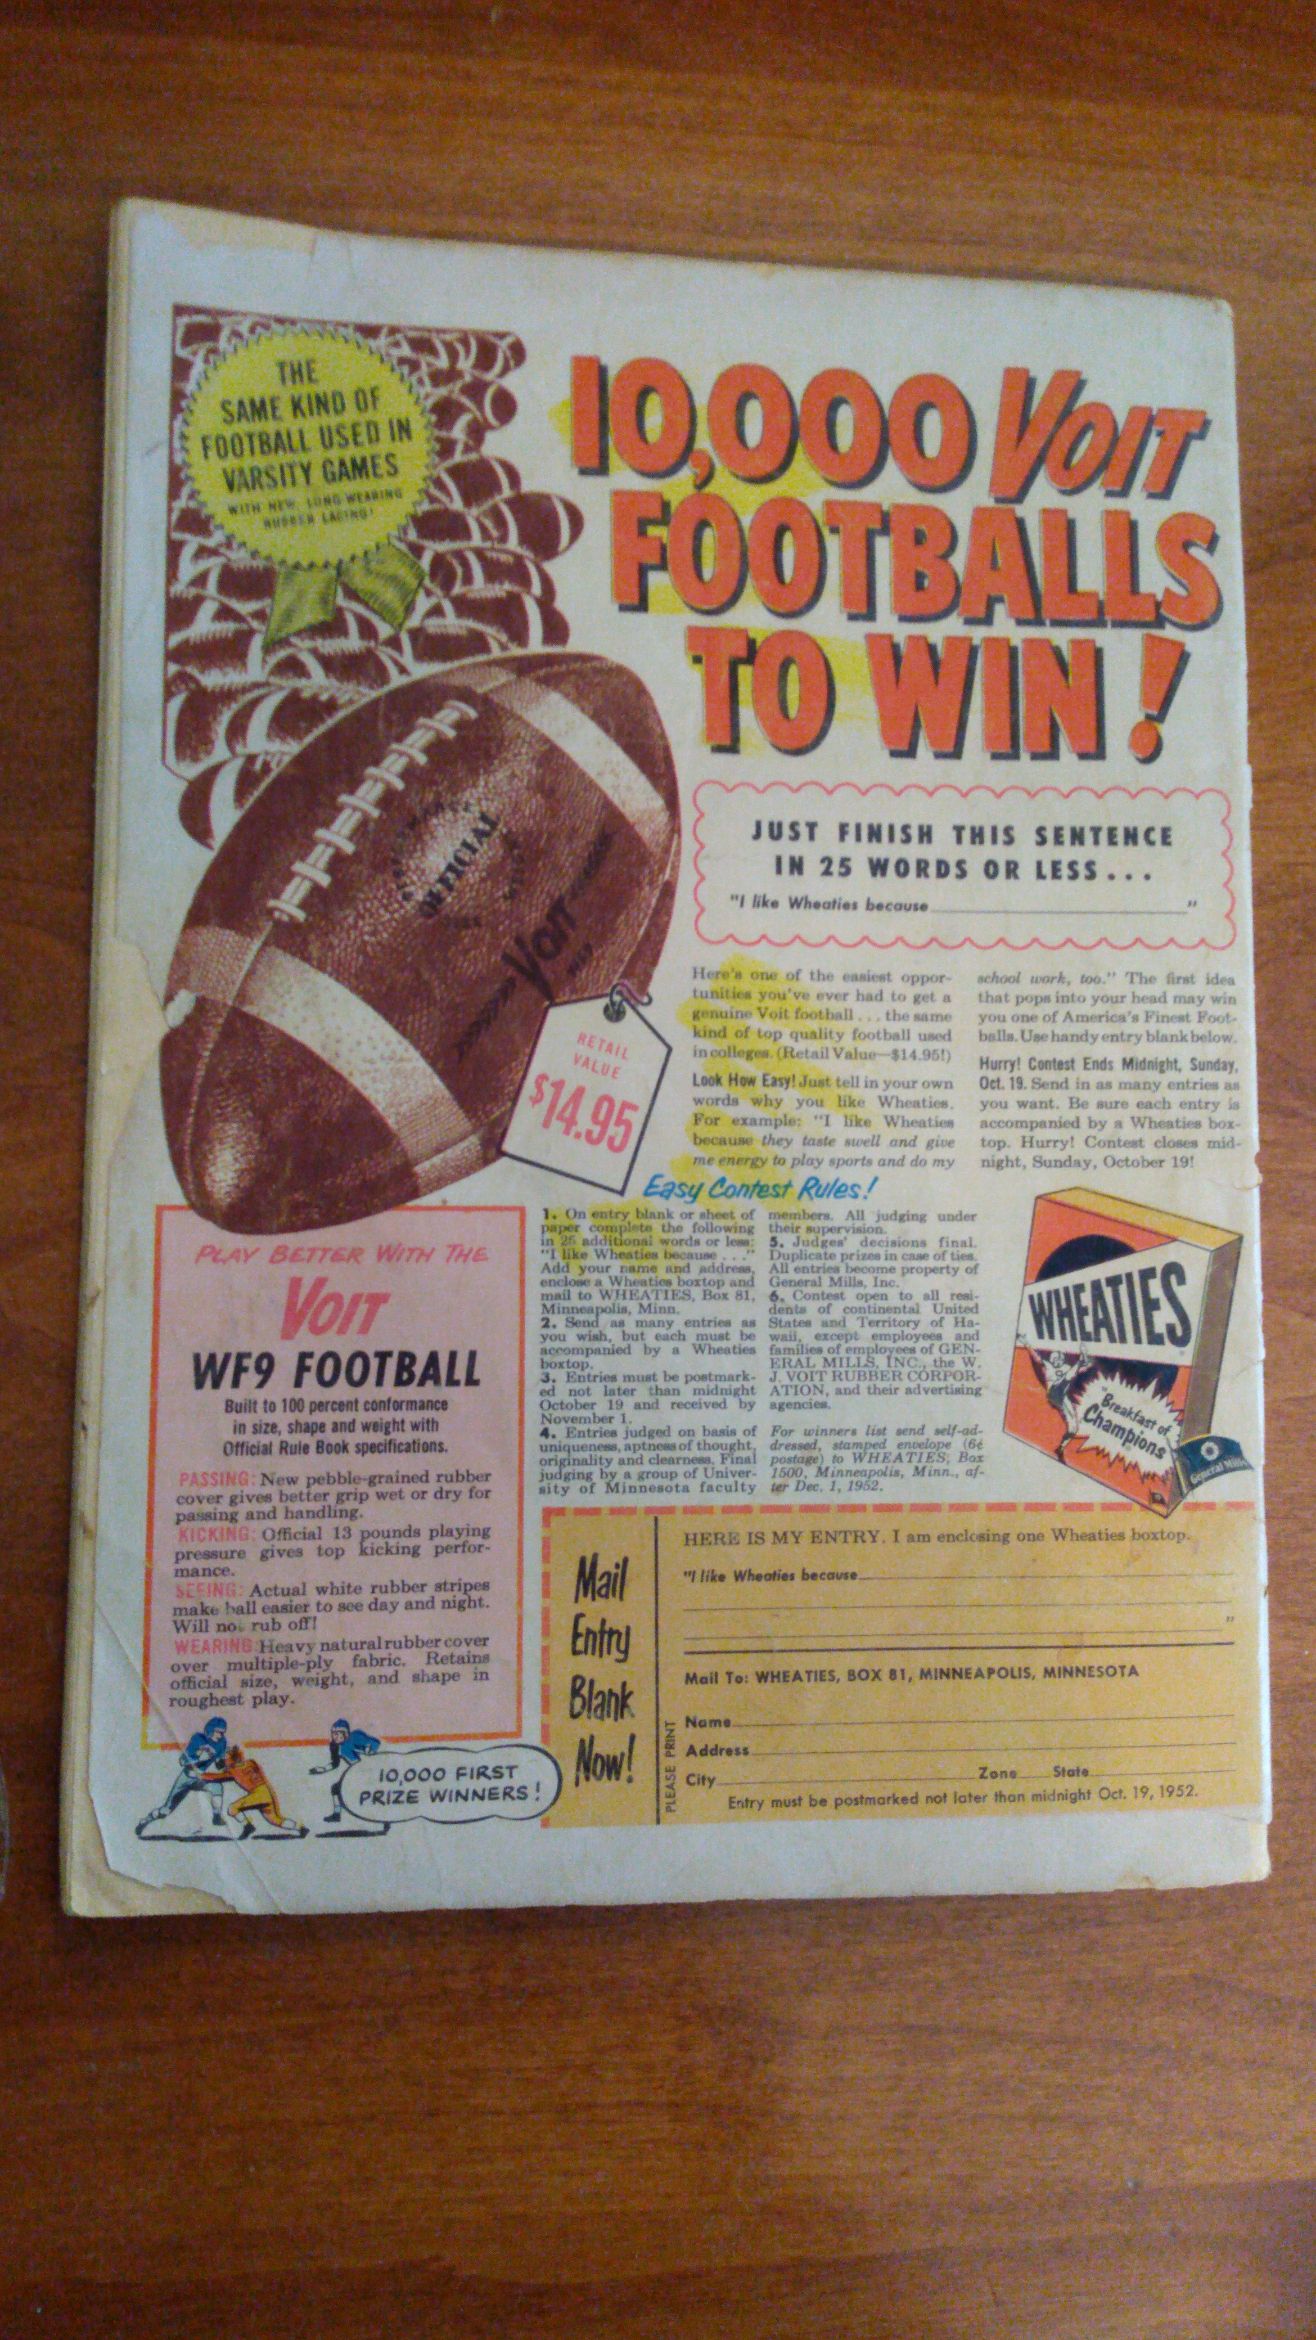 THE
SAME KIND OF
FOOTBALL USED IN
VARSITY GAMES
WITH NEW, LONG WEARING
RUBBER LACING!
10,000 VOIT
FOOTBALLS
TO WIN!
OFFICIAL
VOIT
RETAIL
VALUE
$14.95
JUST FINISH THIS SENTENCE
IN 25 WORDS OR LESS...
"I like Wheaties because                    "
Here's one of the easiest oppor-
tunities you've ever had to get a
genuine Voit football . . . the same
kind of top quality football used
in colleges. (Retail Value—$14.95!)
Look How Easy! Just tell in your own
words why you like Wheaties.
For example: "I like Wheaties
because they taste swell and give
me energy to play sports and do my
school work, too." The first idea
that pops into your head may win
you one of America's Finest Foot-
balls. Use handy entry blank below.
Hurry! Contest Ends Midnight, Sunday,
Oct. 19. Send in as many entries as
you want. Be sure each entry is
accompanied by a Wheaties box-
top. Hurry! Contest closes mid-
night, Sunday, October 19!
Easy Contest Rules!
1. On entry blank or sheet of
paper complete the following
in 25 additional words or less:
"I like Wheaties because . . ."
Add your name and address,
enclose a Wheaties boxtop and
mail to WHEATIES, Box 81,
Minneapolis, Minn.
2. Send as many entries as
you wish, but each must be
accompanied by a Wheaties
boxtop.
3. Entries must be postmark-
ed not later than midnight
October 19 and received by
November 1.
4. Entries judged on basis of
uniqueness, aptness of thought,
originality and clearness. Final
judging by a group of Univer-
sity of Minnesota faculty
members. All judging under
their supervision.
5. Judges' decisions final.
Duplicate prizes in case of ties.
All entries become property of
General Mills, Inc.
6. Contest open to all resi-
dents of continental United
States and Territory of Ha-
waii, except employees and
families of employees of GEN-
ERAL MILLS, INC., the W.
J. VOIT RUBBER CORPOR-
ATION, and their advertising
agencies.
For winners list send self-ad-
dressed, stamped envelope (6¢
postage) to WHEATIES, Box
1500, Minneapolis, Minn., af-
ter Dec. 1, 1952.
WHEATIES
"Breakfast of
Champions
General Mills
PLAY BETTER WITH THE
VOIT
WF9 FOOTBALL
Built to 100 percent conformance
in size, shape and weight with
Official Rule Book specifications.
PASSING: New pebble-grained rubber
cover gives better grip wet or dry for
passing and handling.
KICKING: Official 13 pounds playing
pressure gives top kicking perfor-
mance.
SEEING: Actual white rubber stripes
make ball easier to see day and night.
Will not rub off!
WEARING: Heavy natural rubber cover
over multiple-ply fabric. Retains
official size, weight, and shape in
roughest play.
10,000 FIRST
PRIZE WINNERS!
Mail
Entry
Blank
Now!
PLEASE PRINT
HERE IS MY ENTRY. I am enclosing one Wheaties boxtop.
"I like Wheaties because
"
Mail To: WHEATIES, BOX 81, MINNEAPOLIS, MINNESOTA
Name
Address
City Zone State
Entry must be postmarked not later than midnight Oct. 19, 1952.